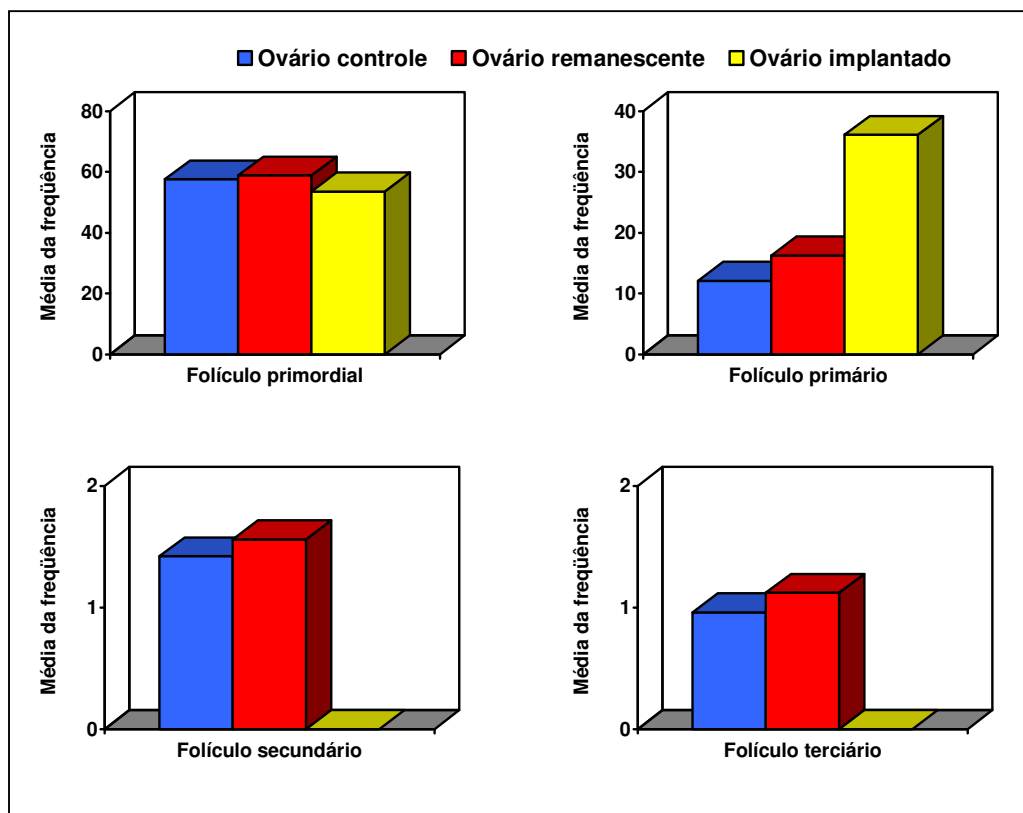 Ovário controle Ovário remanescente Ovário implantado
Média da freqüência
80
60
40
20
0
Folículo primordial
Média da freqüência
40
30
20
10
0
Folículo primário
Média da freqüência
2
1
0
Folículo secundário
Média da freqüência
2
1
0
Folículo terciário